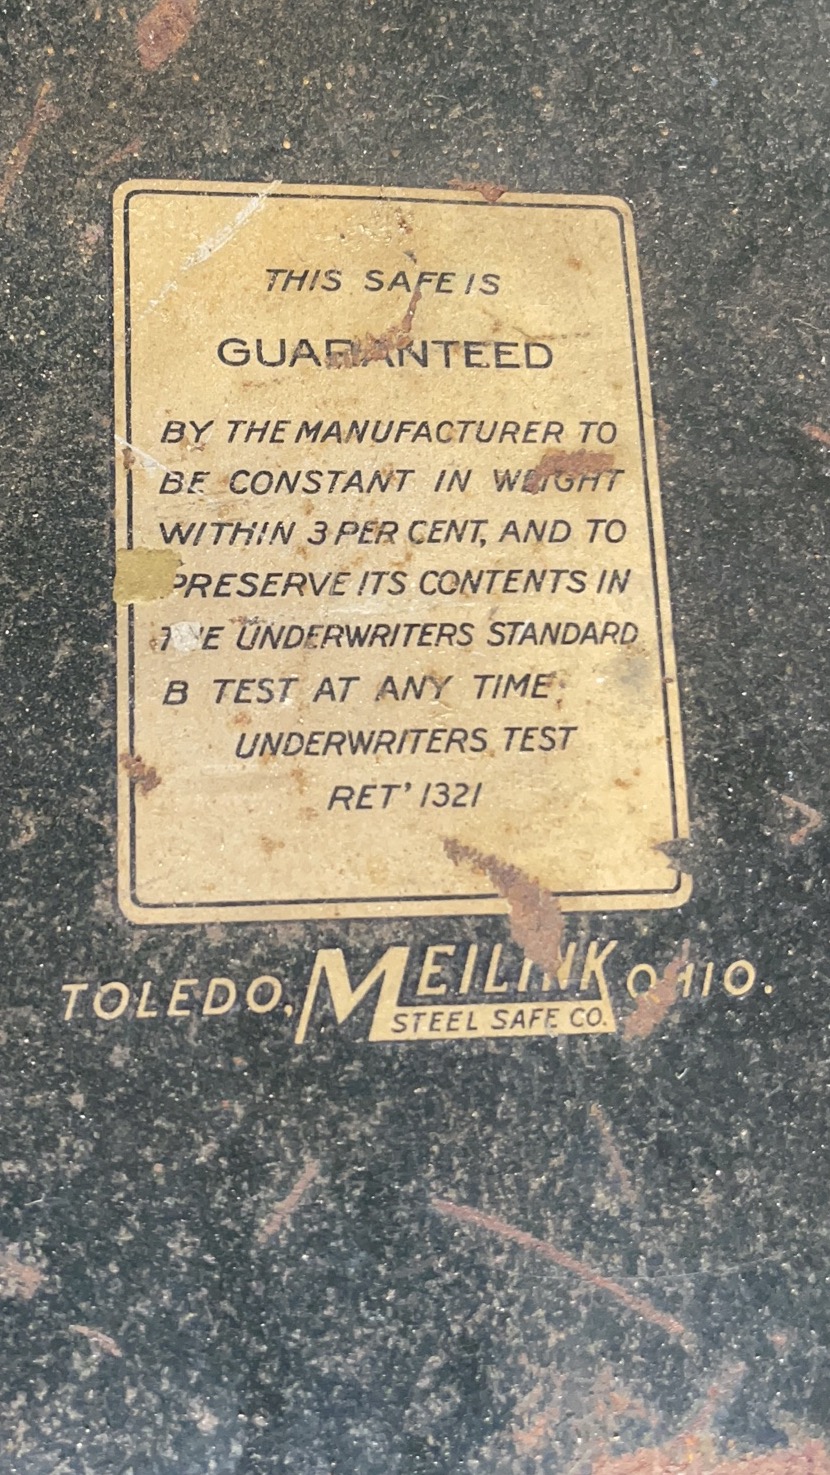 THIS SAFE IS
GUARANTEED
BY THE MANUFACTURER TO
BE CONSTANT IN WEIGHT
WITHIN 3 PER CENT, AND TO
PRESERVE ITS CONTENTS IN
THE UNDERWRITERS STANDARD
B TEST AT ANY TIME.
UNDERWRITERS TEST
RET' 1321
TOLEDO, MEILINK OHIO.
STEEL SAFE CO.